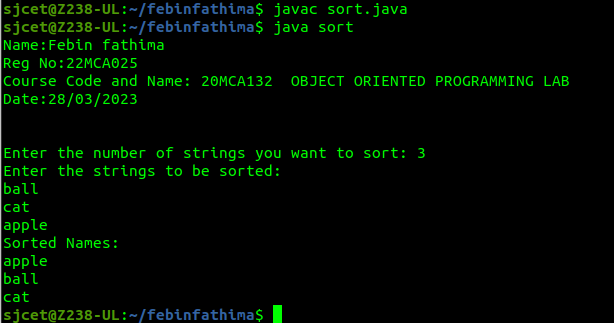 sjcet@Z238-UL:~/febinfathima$ javac sort.java
sjcet@Z238-UL:~/febinfathima$ java sort
Name:Febin fathima
Reg No:22MCA025
Course Code and Name: 20MCA132  OBJECT ORIENTED PROGRAMMING LAB
Date:28/03/2023
Enter the number of strings you want to sort: 3
Enter the strings to be sorted:
ball
cat
apple
Sorted Names:
apple
ball
cat
sjcet@Z238-UL:~/febinfathima$